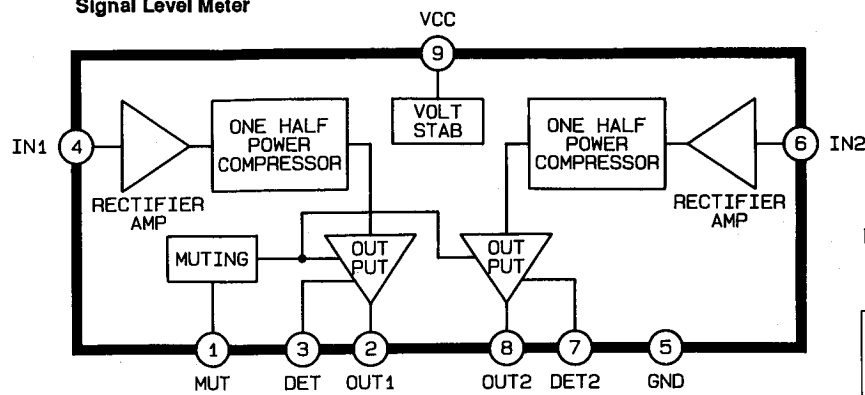 Signal Level Meter
VCC
9
VOLT
STAB
ONE HALF
POWER
COMPRESSOR
ONE HALF
POWER
COMPRESSOR
IN1
4
6
IN2
RECTIFIER
AMP
RECTIFIER
AMP
MUTING
OUT
PUT
OUT
PUT
1
3
2
8
7
5
MUT
DET
OUT1
OUT2
DET2
GND